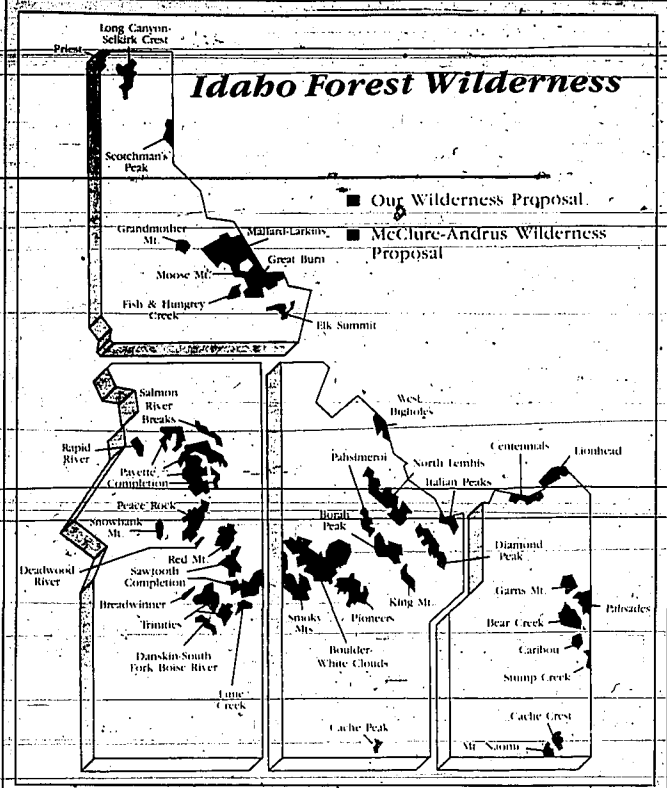 Long Canyon-
Selkirk Crest
Priest
Idaho Forest Wilderness
Scotchman's
Peak
Our Wilderness Proposal
McClure-Andrus Wilderness
Proposal
Grandmother
Mt.
Mallard-Larkins
Great Burn
Moose Mt.
Fish & Hungrey
Creek
Elk Summit
Salmon
River
Breaks
West
Bigholes
Rapid
River
Payette
Completion
Pahsimeroi
North Lemhis
Italian Peaks
Centennials
Lionhead
Peace Rock
Snowbank
Mt.
Borah
Peak
Deadwood
River
Red Mt.
Sawtooth
Completion
Breadwinner
Trinities
Danskin-South
Fork Boise River
Lime
Creek
Smoky
Mts
Pioneers
Boulder-
White Clouds
King Mt.
Diamond
Peak
Garns Mt.
Palisades
Bear Creek
Caribou
Stump Creek
Cache Peak
Cache Crest
Mt. Naomi